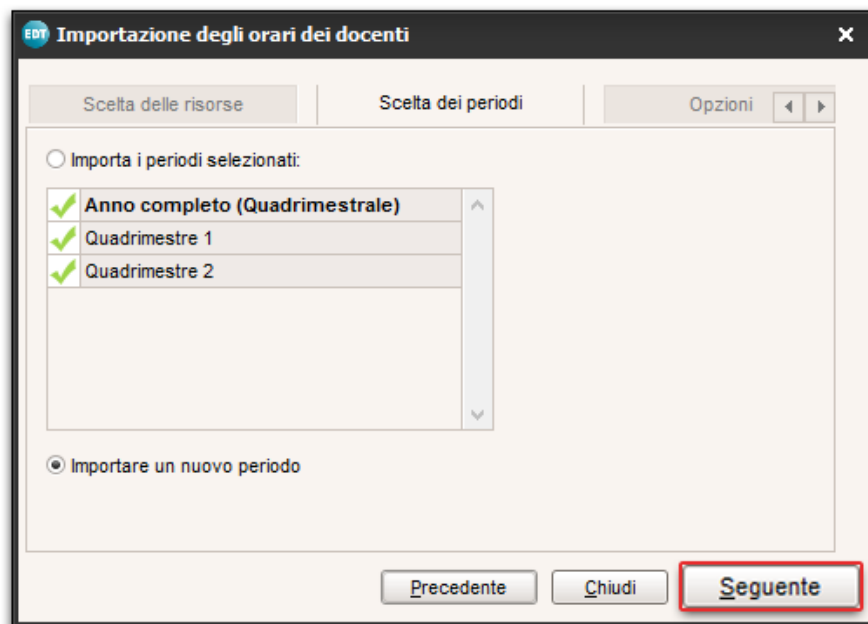 EDT Importazione degli orari dei docenti
Scelta delle risorse Scelta dei periodi Opzioni
Importa i periodi selezionati:
Anno completo (Quadrimestrale)
Quadrimestre 1
Quadrimestre 2
Importare un nuovo periodo
Precedente Chiudi Seguente